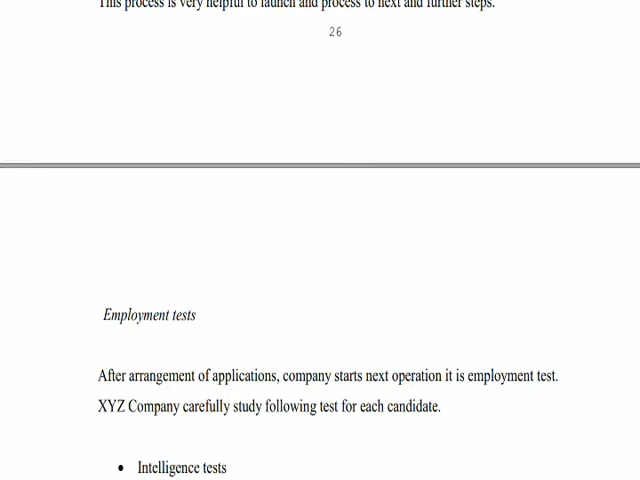 This process is very helpful to launch and process to next and further steps.
26
Employment tests
After arrangement of applications, company starts next operation it is employment test.
XYZ Company carefully study following test for each candidate.
• Intelligence tests